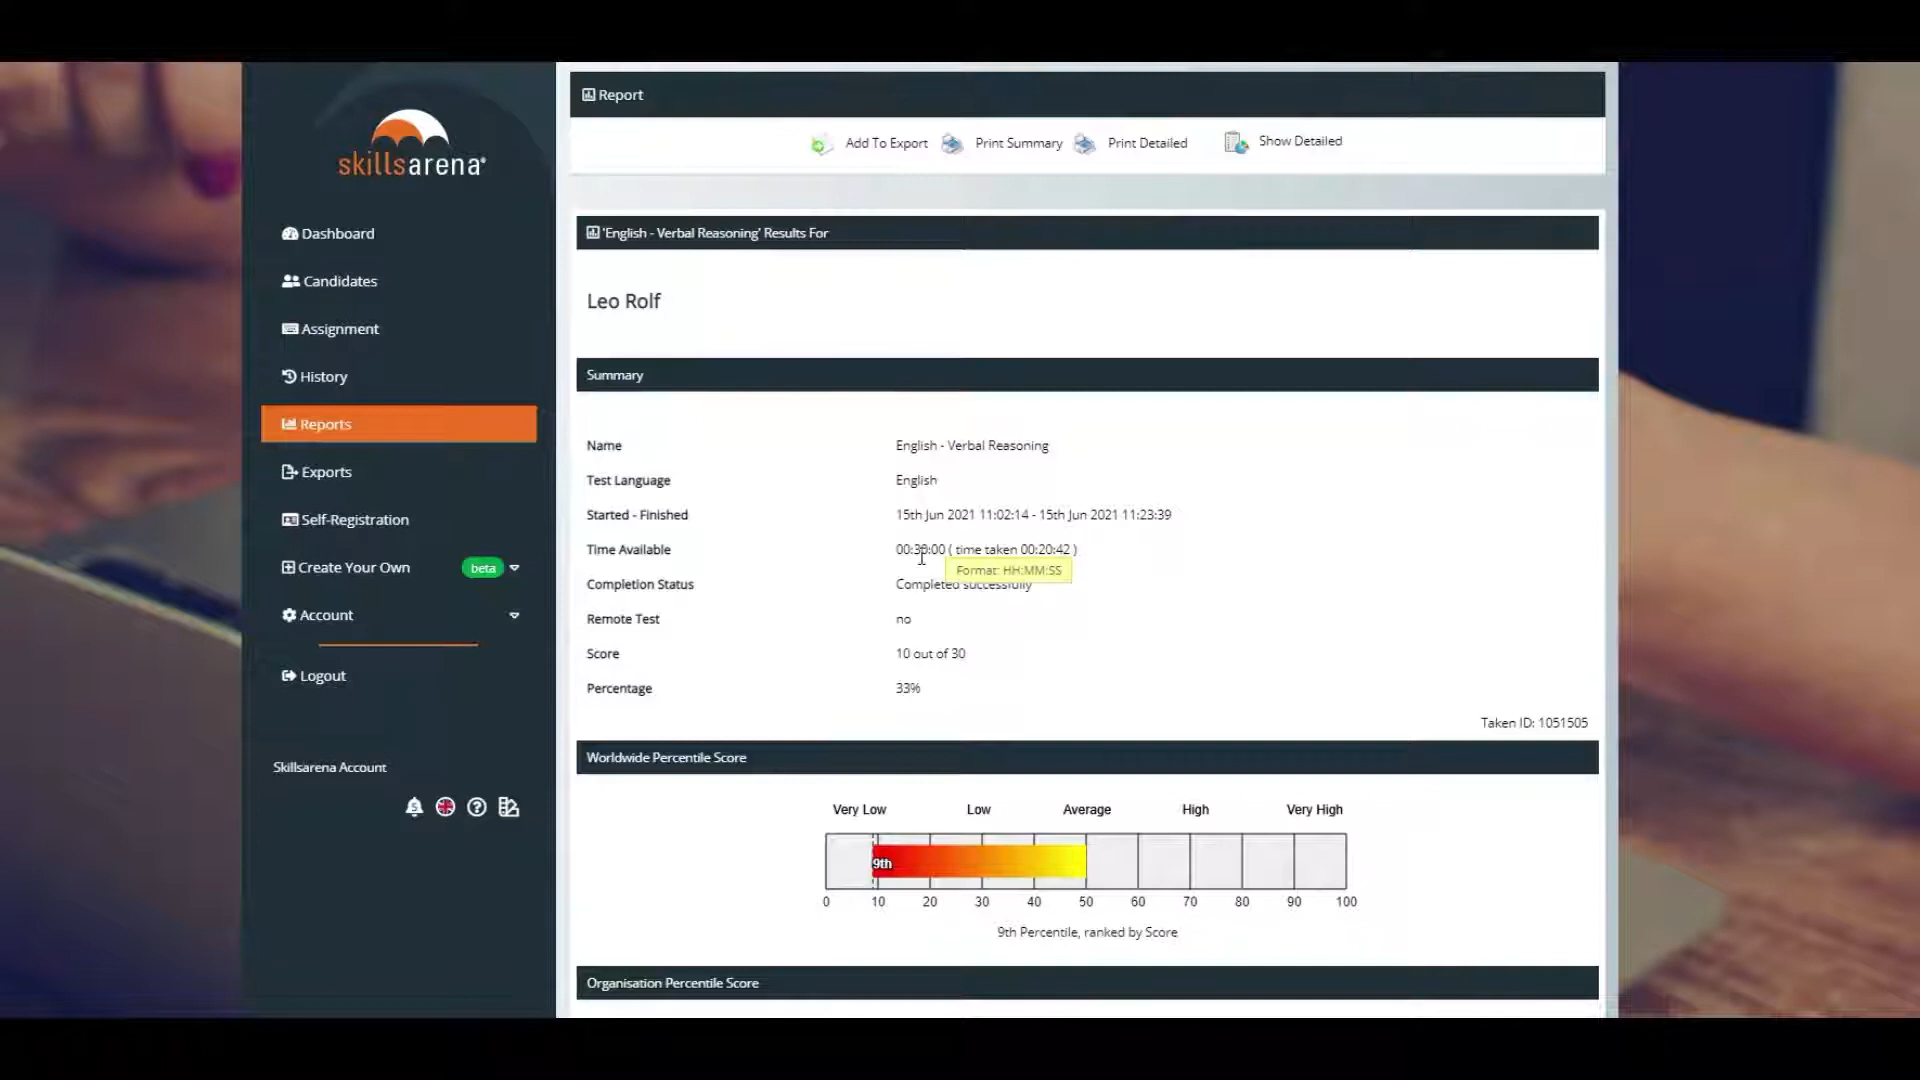 skillsarena®
Dashboard
Candidates
Assignment
History
Reports
Exports
Self-Registration
Create Your Own beta
Account
Logout
Skillsarena Account
Report
Add To Export Print Summary Print Detailed Show Detailed
'English - Verbal Reasoning' Results For
Leo Rolf
Summary
Name English - Verbal Reasoning
Test Language English
Started - Finished 15th Jun 2021 11:02:14 - 15th Jun 2021 11:23:39
Time Available 00:30:00 ( time taken 00:20:42 )
Format: HH:MM:SS
Completion Status Completed successfully
Remote Test no
Score 10 out of 30
Percentage 33%
Taken ID: 1051505
Worldwide Percentile Score
Very Low Low Average High Very High
9th
0 10 20 30 40 50 60 70 80 90 100
9th Percentile, ranked by Score
Organisation Percentile Score